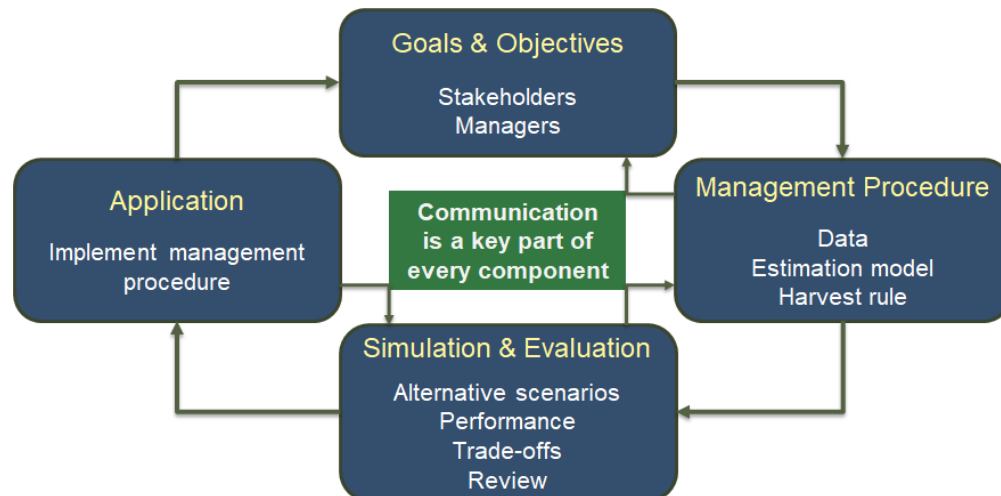 Goals & Objectives
Stakeholders
Managers
Application
Implement management
procedure
Communication
is a key part of
every component
Management Procedure
Data
Estimation model
Harvest rule
Simulation & Evaluation
Alternative scenarios
Performance
Trade-offs
Review